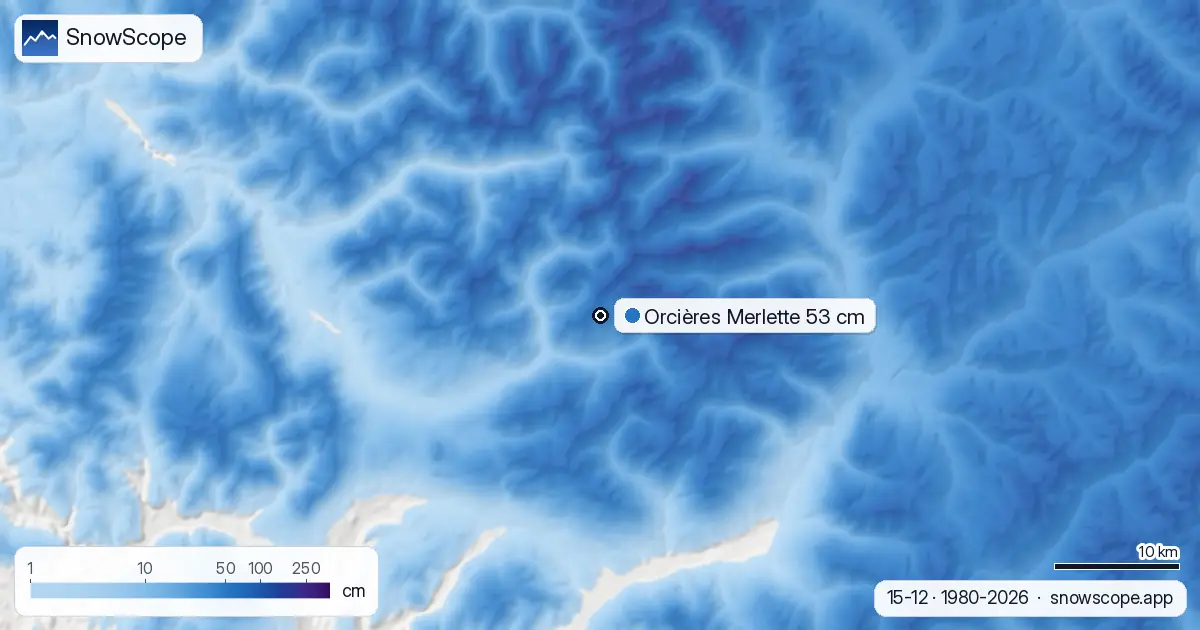 SnowScope
Orcières Merlette 53 cm
1 10 50 100 250
cm
10 km
15-12 · 1980-2026 · snowscope.app